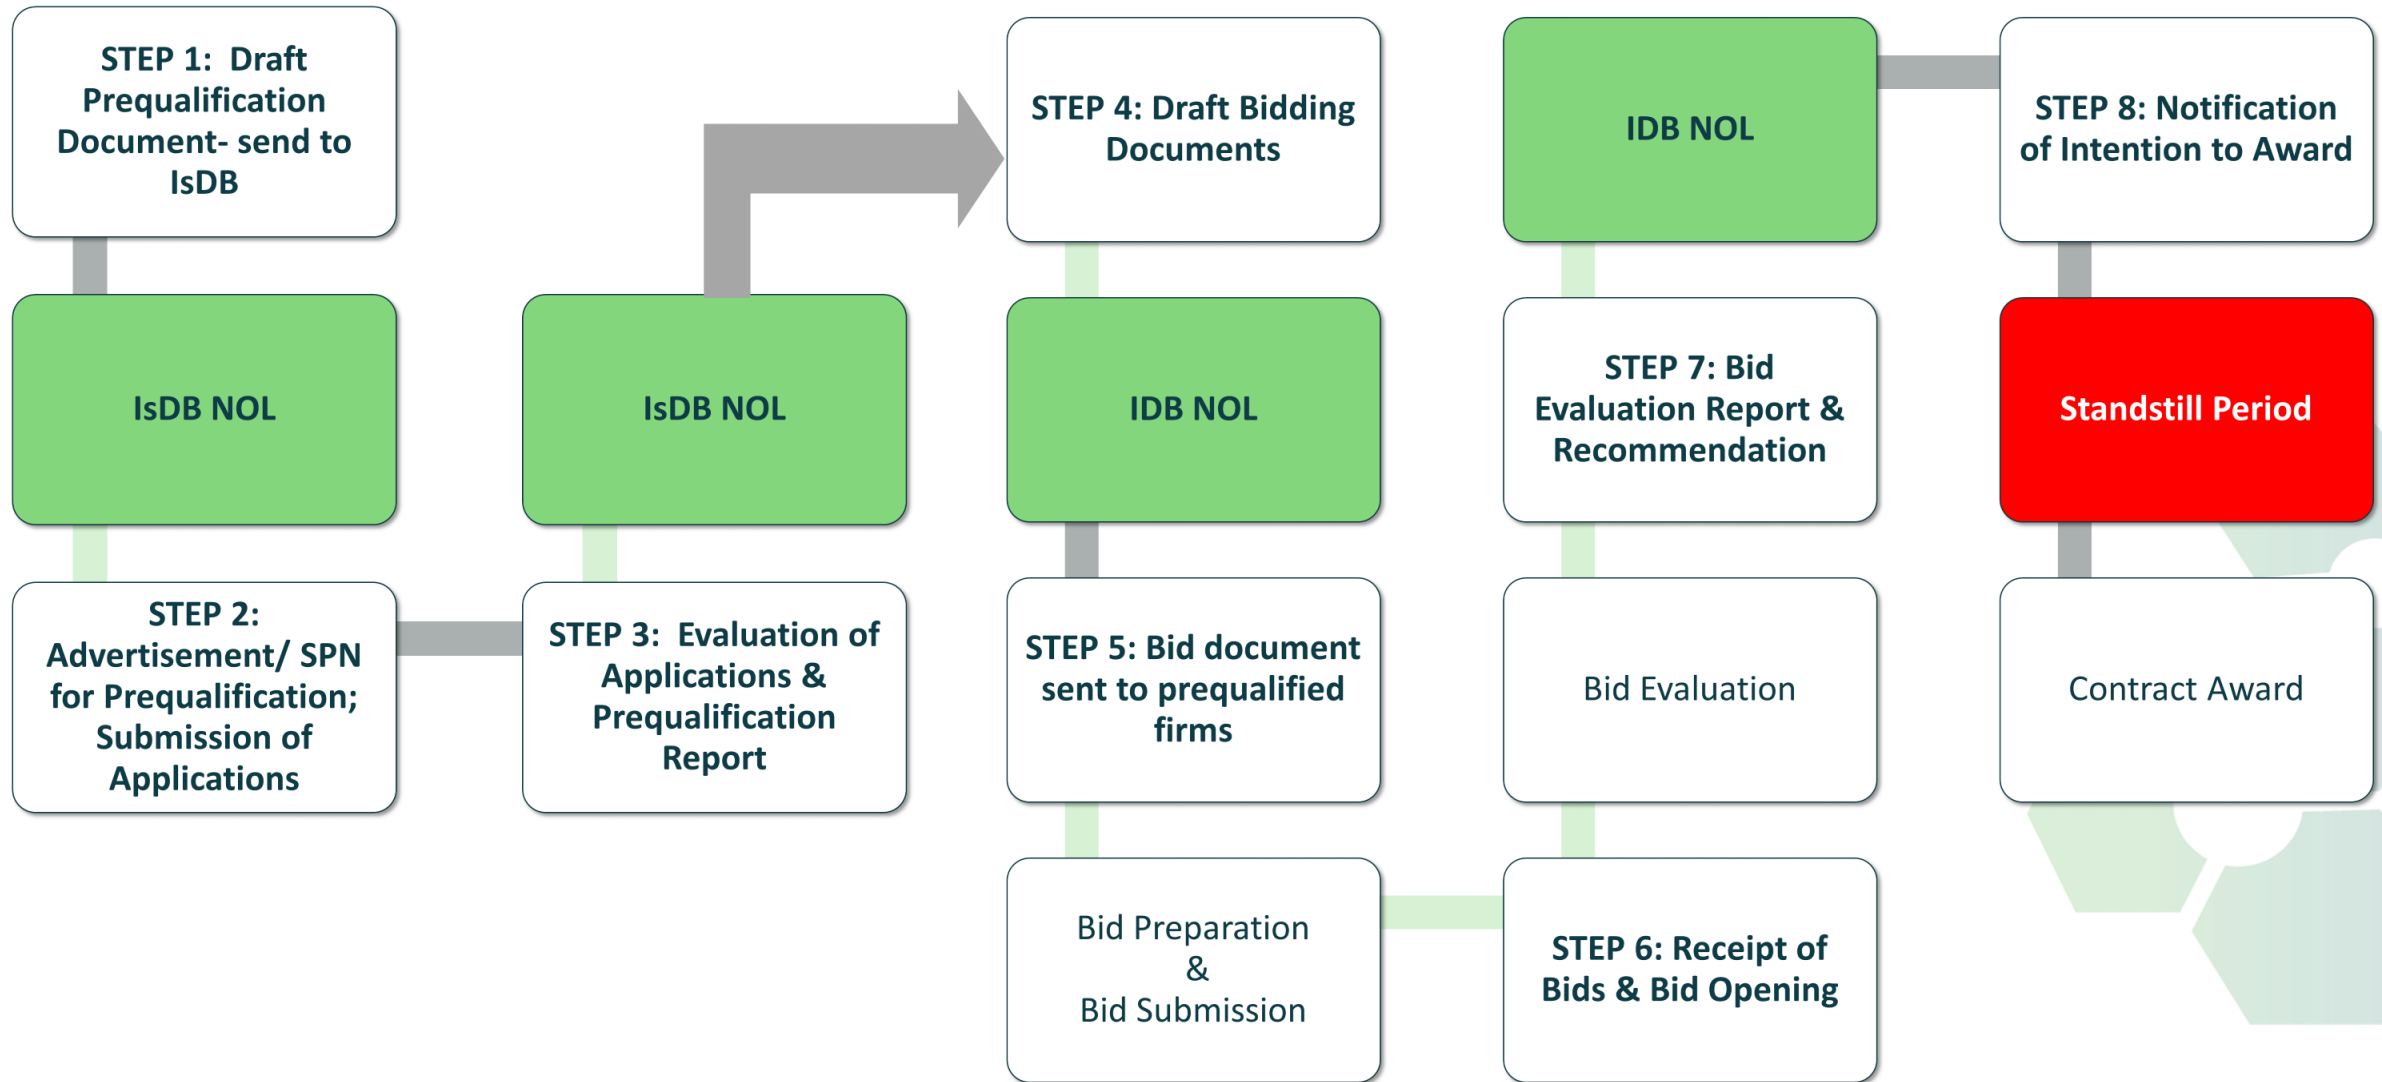 STEP 1:  Draft
Prequalification
Document- send to
IsDB
IsDB NOL
STEP 2:
Advertisement/ SPN
for Prequalification;
Submission of
Applications
STEP 3:  Evaluation of
Applications &
Prequalification
Report
IsDB NOL
STEP 4: Draft Bidding
Documents
IDB NOL
STEP 5: Bid document
sent to prequalified
firms
Bid Preparation
&
Bid Submission
STEP 6: Receipt of
Bids & Bid Opening
Bid Evaluation
STEP 7: Bid
Evaluation Report &
Recommendation
IDB NOL
STEP 8: Notification
of Intention to Award
Standstill Period
Contract Award